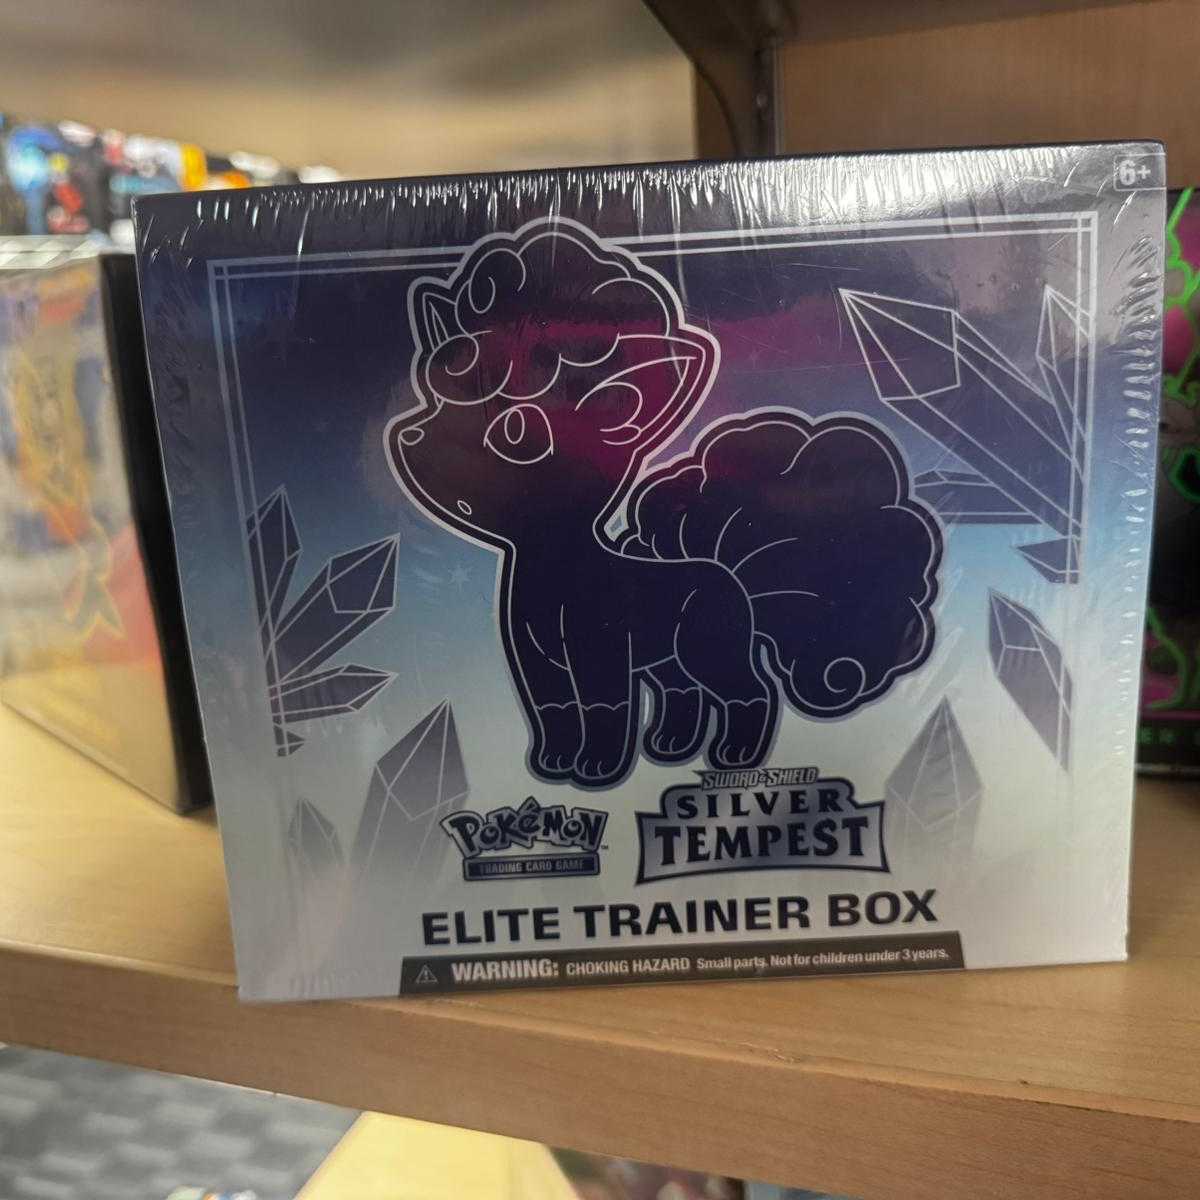 6+
POKÉMON
TRADING CARD GAME
SWORD & SHIELD
SILVER
TEMPEST
ELITE TRAINER BOX
WARNING: CHOKING HAZARD Small parts. Not for children under 3 years.